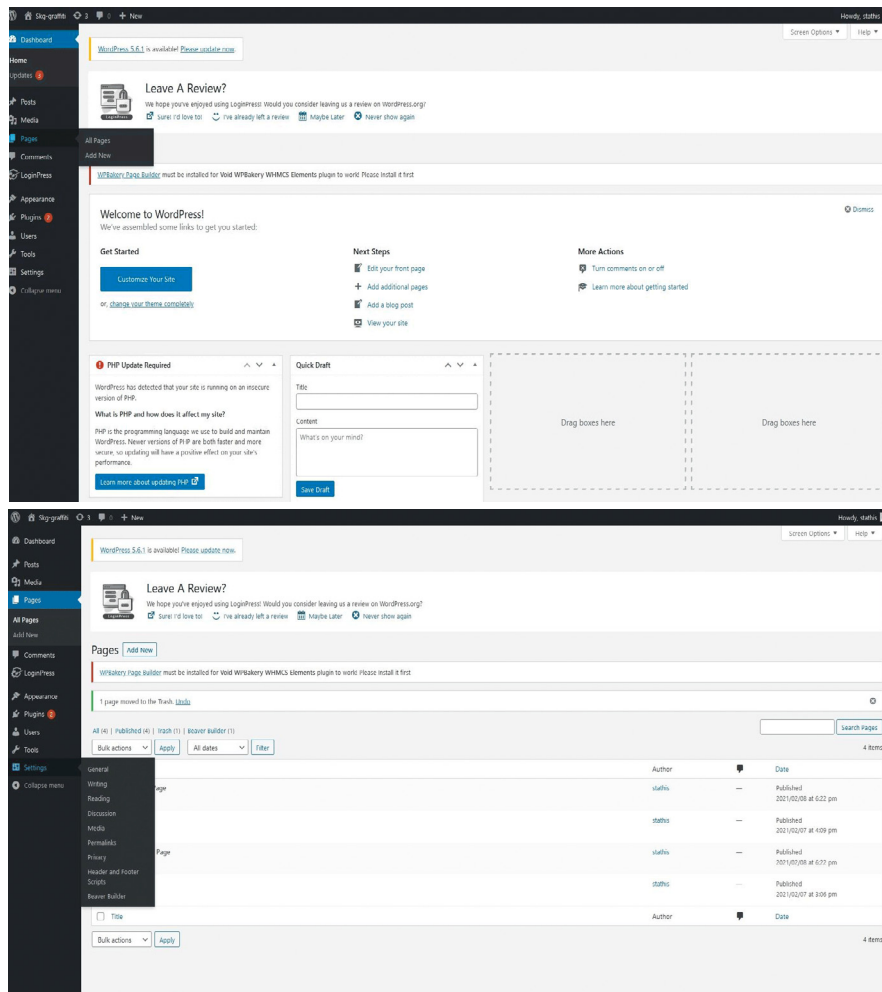 Skg-graffiti 3 0 + New Howdy, stathis
Screen Options ▼ Help ▼
Dashboard
WordPress 5.6.1 is available! Please update now.
Home
Updates 3
Leave A Review?
We hope you've enjoyed using LoginPress! Would you consider leaving us a review on WordPress.org?
LoginPress
Sure! I'd love to! I've already left a review Maybe Later Never show again
Posts
Media
Pages
All Pages
Add New
Comments
LoginPress
WPBakery Page Builder must be installed for Void WPBakery WHMCS Elements plugin to world Please Install it first
Appearance
Plugins 2
Users
Tools
Settings
Collapse menu
Welcome to WordPress!
We've assembled some links to get you started:
Dismiss
Get Started
Customize Your Site
or, change your theme completely
Next Steps
Edit your front page
Add additional pages
Add a blog post
View your site
More Actions
Turn comments on or off
Learn more about getting started
PHP Update Required
WordPress has detected that your site is running on an insecure
version of PHP.
What is PHP and how does it affect my site?
PHP is the programming language we use to build and maintain
WordPress. Newer versions of PHP are both faster and more
secure, so updating will have a positive effect on your site's
performance.
Learn more about updating PHP
Quick Draft
Title
Content
What's on your mind?
Save Draft
Drag boxes here
Drag boxes here
Skg-graffiti 3 0 + New Howdy, stathis
Screen Options ▼ Help ▼
Dashboard
WordPress 5.6.1 is available! Please update now.
Posts
Media
Pages
All Pages
Add New
Comments
LoginPress
Appearance
Plugins 2
Users
Tools
Settings
Collapse menu
Leave A Review?
We hope you've enjoyed using LoginPress! Would you consider leaving us a review on WordPress.org?
LoginPress
Sure! I'd love to! I've already left a review Maybe Later Never show again
Pages Add New
WPBakery Page Builder must be installed for Void WPBakery WHMCS Elements plugin to world Please Install it first
1 page moved to the Trash. Undo
All (4) | Published (4) | Trash (1) | Beaver Builder (1)
Search Pages
Bulk actions Apply All dates Filter 4 items
General
Writing
Reading
Discussion
Media
Permalinks
Privacy
Header and Footer
Scripts
Beaver Builder
Author Date
age stathis — Published
2021/02/08 at 6:22 pm
stathis — Published
2021/02/07 at 4:09 pm
Page stathis — Published
2021/02/08 at 6:22 pm
stathis — Published
2021/02/07 at 3:06 pm
Title Author Date
Bulk actions Apply 4 items